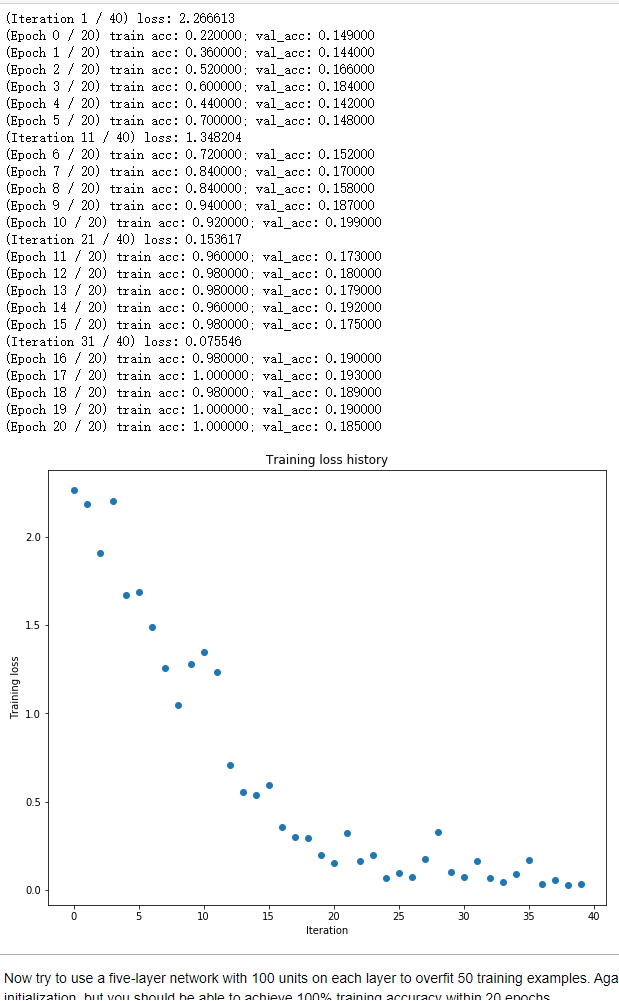 (Iteration 1 / 40) loss: 2.266613
(Epoch 0 / 20) train acc: 0.220000; val_acc: 0.149000
(Epoch 1 / 20) train acc: 0.360000; val_acc: 0.144000
(Epoch 2 / 20) train acc: 0.520000; val_acc: 0.166000
(Epoch 3 / 20) train acc: 0.600000; val_acc: 0.184000
(Epoch 4 / 20) train acc: 0.440000; val_acc: 0.142000
(Epoch 5 / 20) train acc: 0.700000; val_acc: 0.148000
(Iteration 11 / 40) loss: 1.348204
(Epoch 6 / 20) train acc: 0.720000; val_acc: 0.152000
(Epoch 7 / 20) train acc: 0.840000; val_acc: 0.170000
(Epoch 8 / 20) train acc: 0.840000; val_acc: 0.158000
(Epoch 9 / 20) train acc: 0.940000; val_acc: 0.187000
(Epoch 10 / 20) train acc: 0.920000; val_acc: 0.199000
(Iteration 21 / 40) loss: 0.153617
(Epoch 11 / 20) train acc: 0.960000; val_acc: 0.173000
(Epoch 12 / 20) train acc: 0.980000; val_acc: 0.180000
(Epoch 13 / 20) train acc: 0.980000; val_acc: 0.179000
(Epoch 14 / 20) train acc: 0.960000; val_acc: 0.192000
(Epoch 15 / 20) train acc: 0.980000; val_acc: 0.175000
(Iteration 31 / 40) loss: 0.075546
(Epoch 16 / 20) train acc: 0.980000; val_acc: 0.190000
(Epoch 17 / 20) train acc: 1.000000; val_acc: 0.193000
(Epoch 18 / 20) train acc: 0.980000; val_acc: 0.189000
(Epoch 19 / 20) train acc: 1.000000; val_acc: 0.190000
(Epoch 20 / 20) train acc: 1.000000; val_acc: 0.185000
Training loss history
2.0
1.5
1.0
0.5
0.0
Training loss
0 5 10 15 20 25 30 35 40
Iteration
Now try to use a five-layer network with 100 units on each layer to overfit 50 training examples. Aga
initialization, but you should be able to achieve 100% training accuracy within 20 epochs.